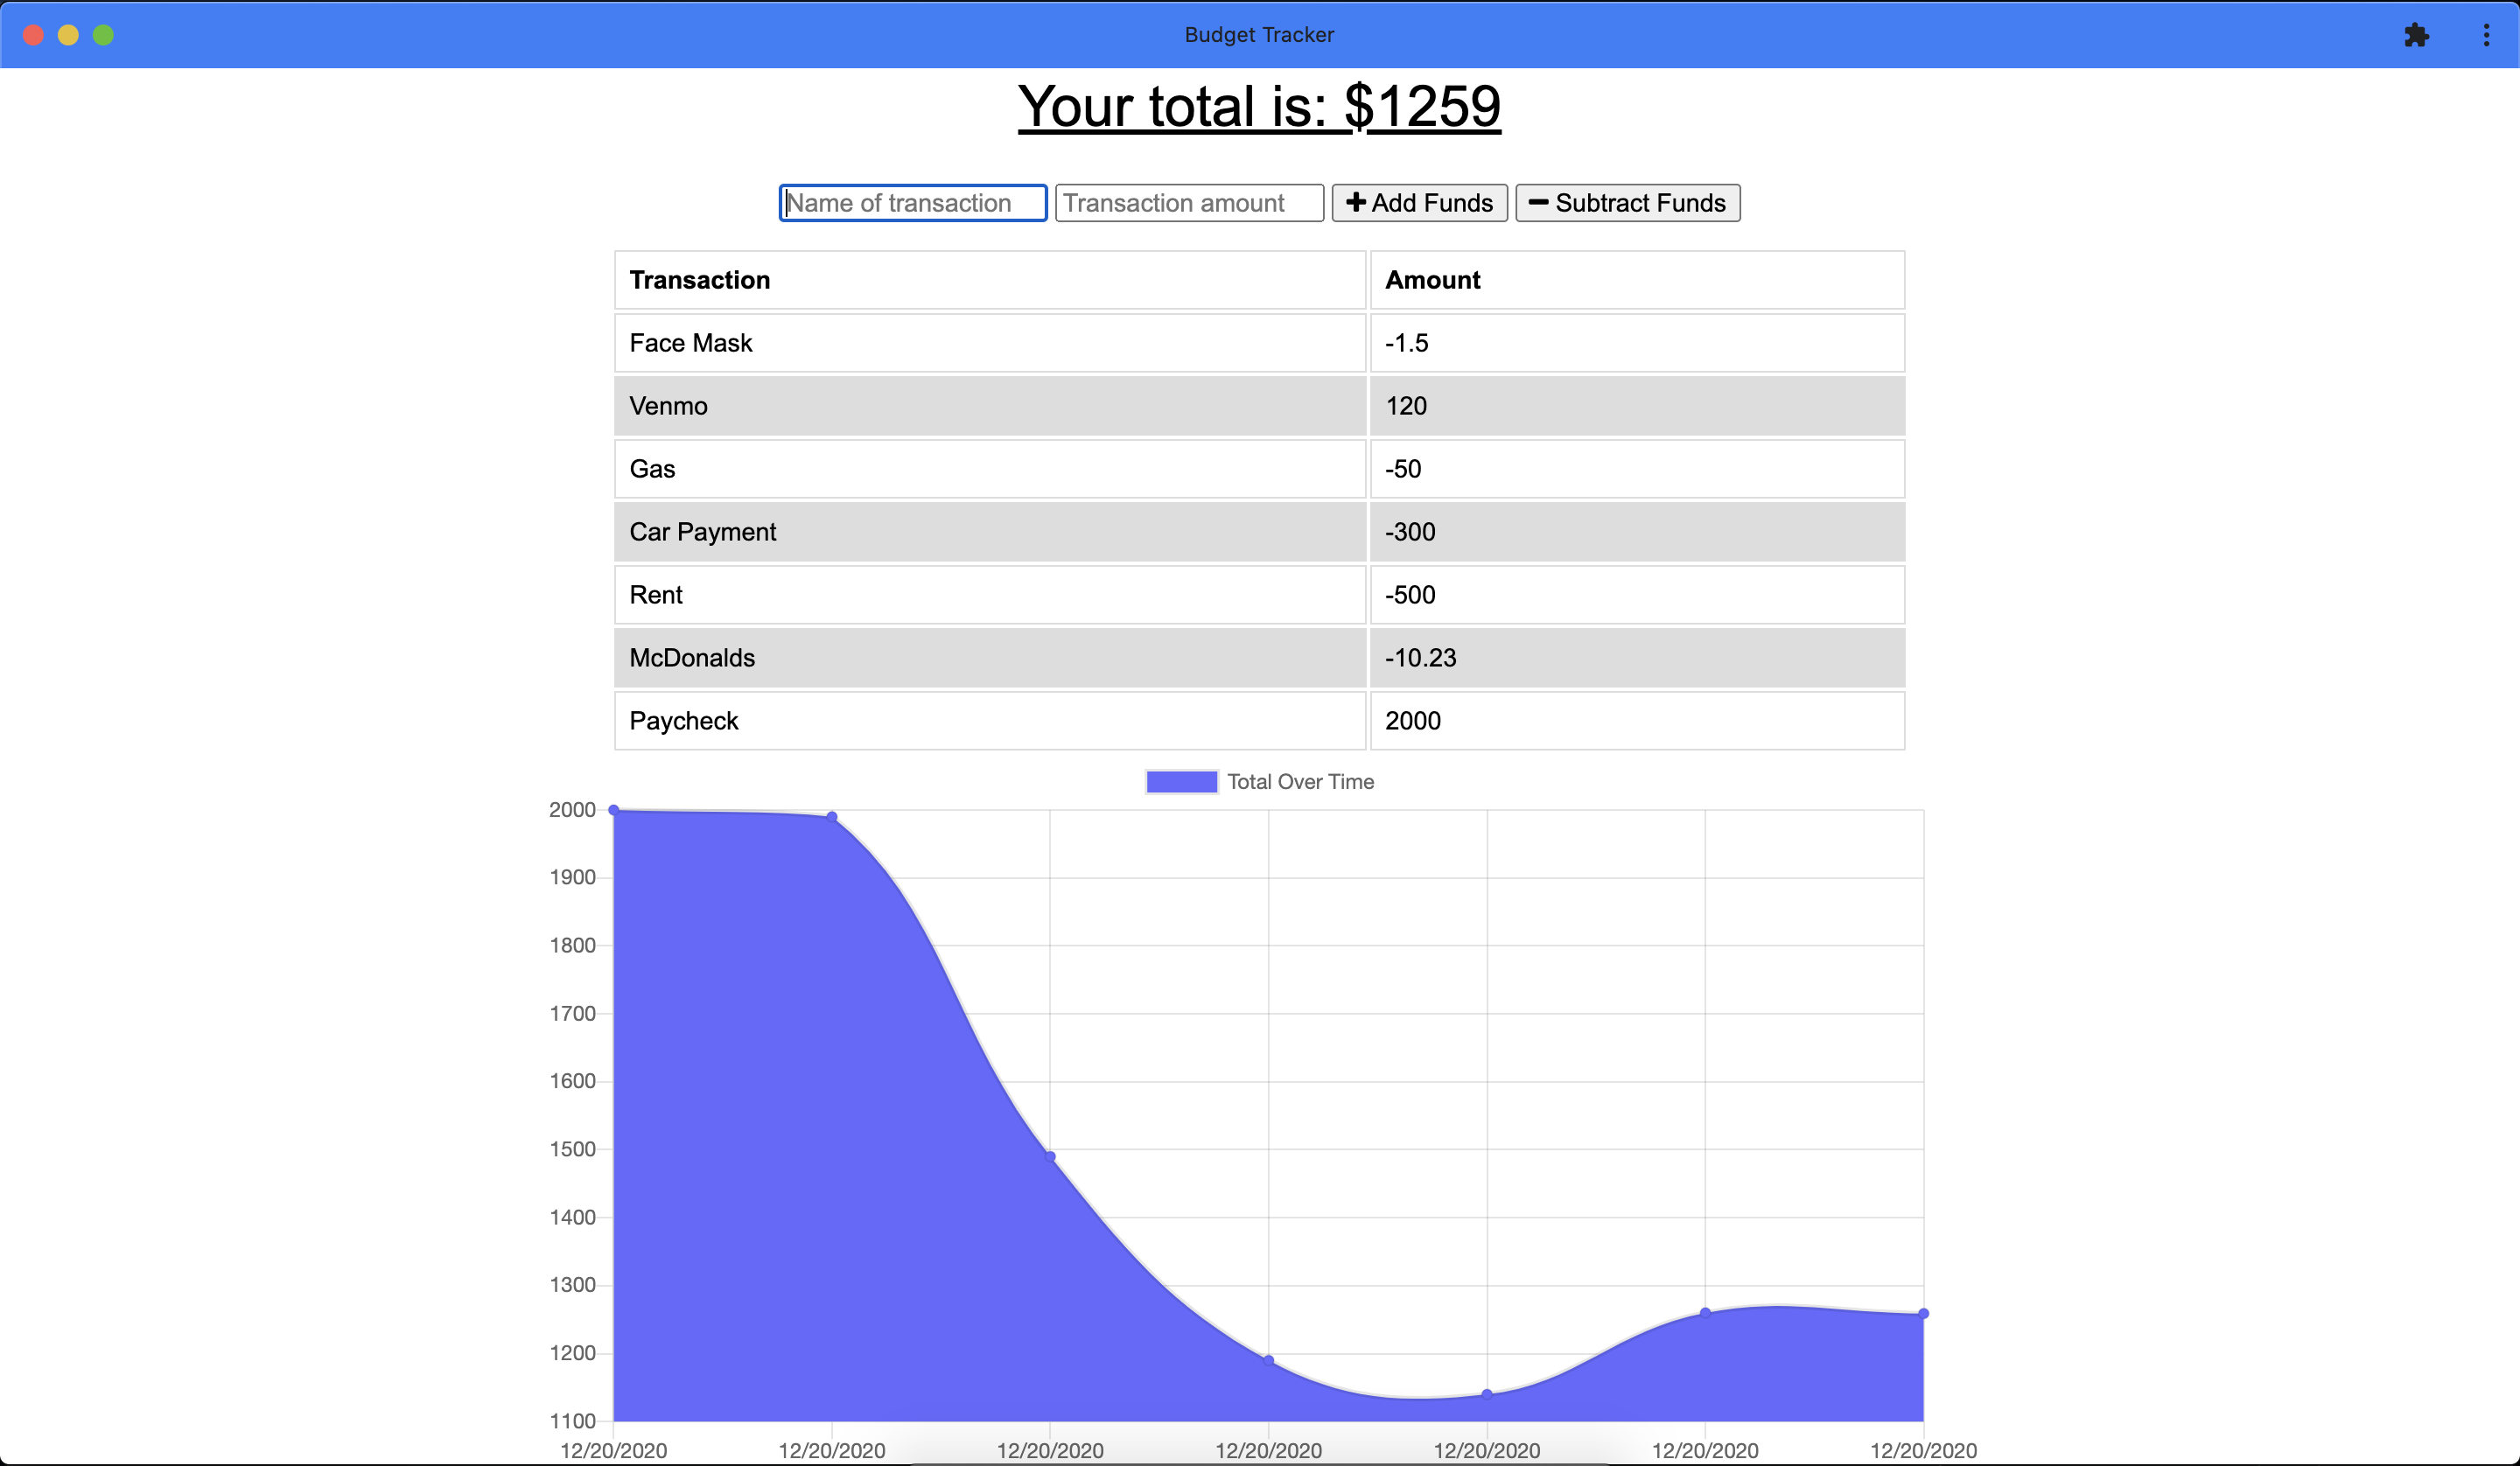 Budget Tracker
Your total is: $1259
Name of transaction Transaction amount Add Funds Subtract Funds
Transaction Amount
Face Mask -1.5
Venmo 120
Gas -50
Car Payment -300
Rent -500
McDonalds -10.23
Paycheck 2000
Total Over Time
2000
1900
1800
1700
1600
1500
1400
1300
1200
1100
12/20/2020 12/20/2020 12/20/2020 12/20/2020 12/20/2020 12/20/2020 12/20/2020